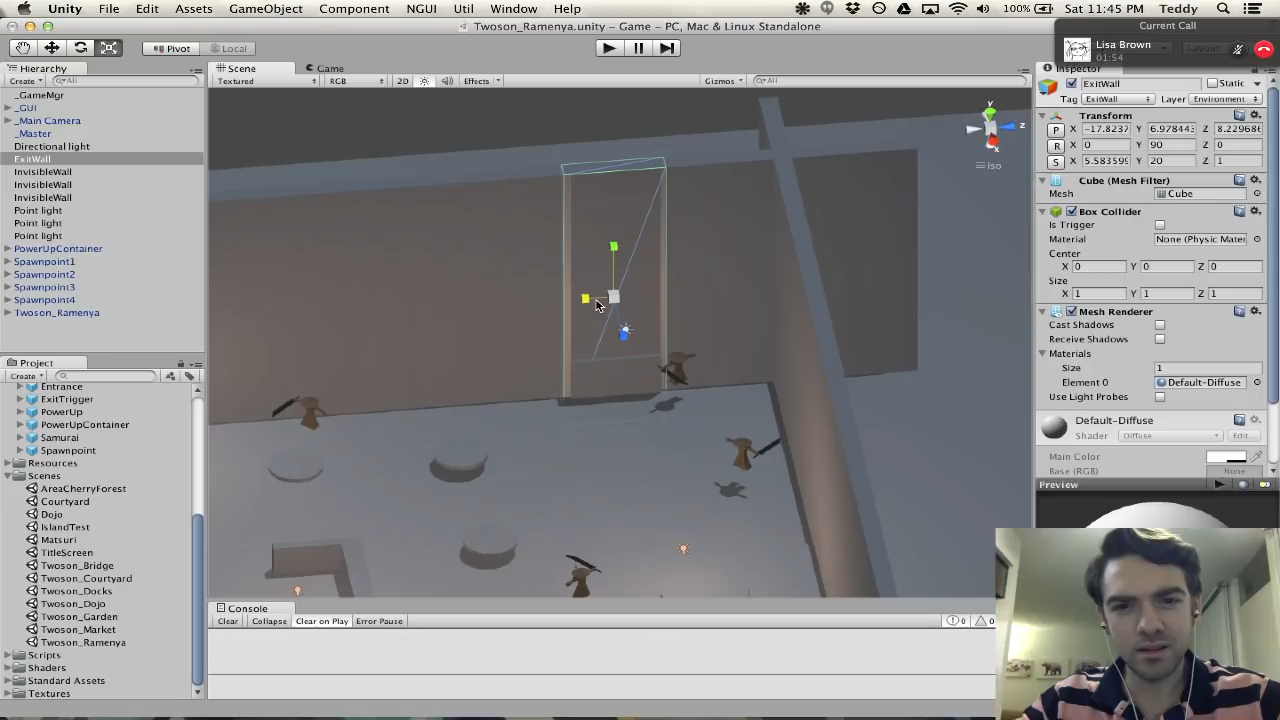 Unity File Edit Assets GameObject Component NGUI Util Window Help 100% Sat 11:45 PM Teddy
Twoson_Ramenya.unity - Game - PC, Mac & Linux Standalone
Current Call
Lisa Brown
01:54
Layout
Pivot Local
Hierarchy
Create All
_GameMgr
_GUI
_Main Camera
_Master
Directional light
ExitWall
InvisibleWall
InvisibleWall
InvisibleWall
Point light
Point light
Point light
PowerUpContainer
Spawnpoint1
Spawnpoint2
Spawnpoint3
Spawnpoint4
Twoson_Ramenya
Project
Create
Entrance
ExitTrigger
PowerUp
PowerUpContainer
Samurai
Spawnpoint
Resources
Scenes
AreaCherryForest
Courtyard
Dojo
IslandTest
Matsuri
TitleScreen
Twoson_Bridge
Twoson_Courtyard
Twoson_Docks
Twoson_Dojo
Twoson_Garden
Twoson_Market
Twoson_Ramenya
Scripts
Shaders
Standard Assets
Textures
Scene Game
Textured RGB 2D Effects Gizmos All
y
z
x
Iso
Console
Clear Collapse Clear on Play Error Pause 0 0
Inspector
ExitWall Static
Tag ExitWall Layer Environment
Transform
P X -17.8237 Y 6.978443 Z 8.229686
R X 0 Y 90 Z 0
S X 5.583595 Y 20 Z 1
Cube (Mesh Filter)
Mesh Cube
Box Collider
Is Trigger
Material None (Physic Mater
Center
X 0 Y 0 Z 0
Size
X 1 Y 1 Z 1
Mesh Renderer
Cast Shadows
Receive Shadows
Materials
Size 1
Element 0 Default-Diffuse
Use Light Probes
Default-Diffuse
Shader Diffuse Edit...
Main Color
Base (RGB) None
Preview